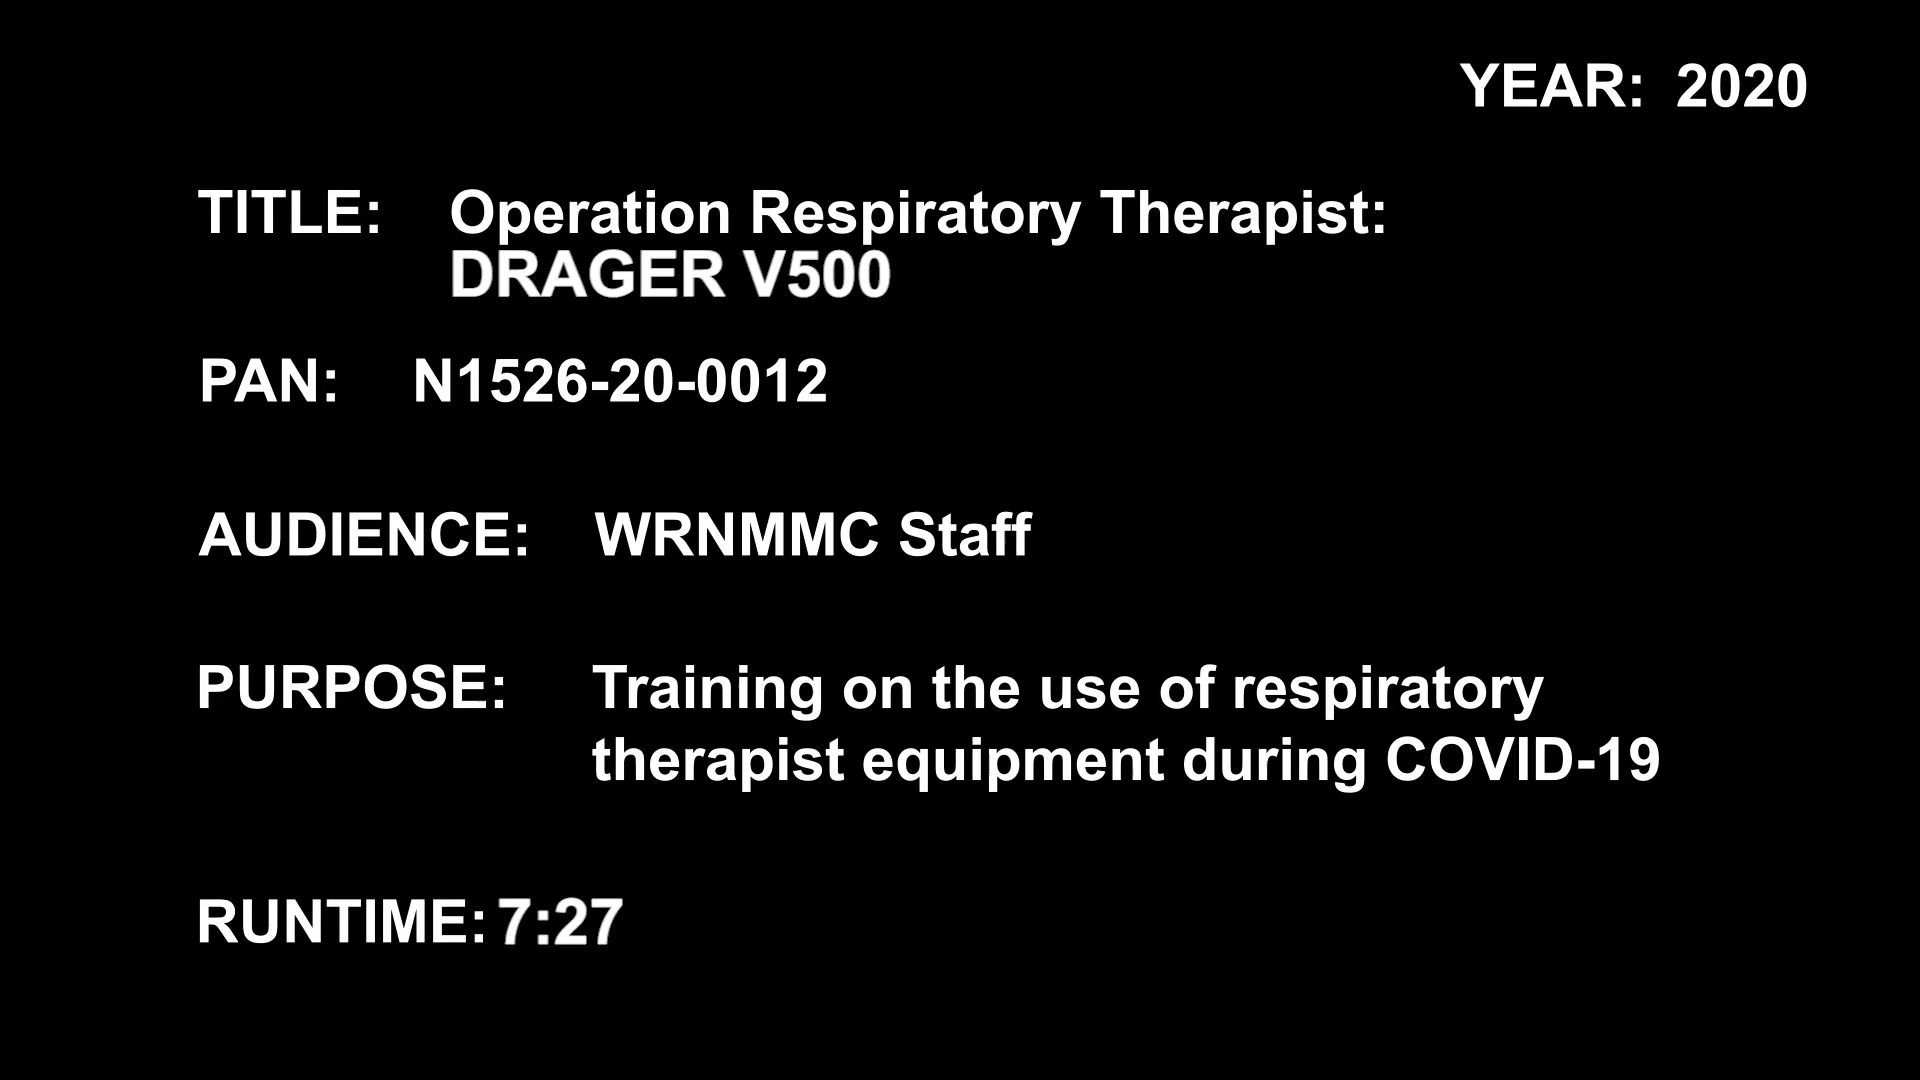 YEAR: 2020
TITLE: Operation Respiratory Therapist:
DRAGER V500
PAN: N1526-20-0012
AUDIENCE: WRNMMC Staff
PURPOSE: Training on the use of respiratory
therapist equipment during COVID-19
RUNTIME: 7:27